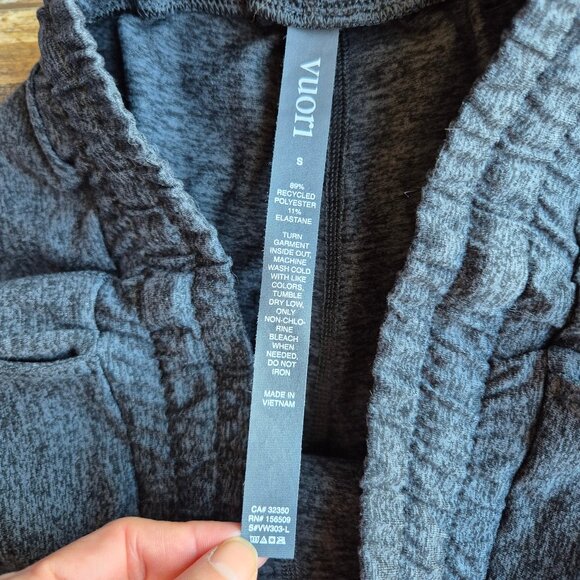 vuori
S
89%
RECYCLED
POLYESTER
11%
ELASTANE
TURN
GARMENT
INSIDE OUT,
MACHINE
WASH COLD
WITH LIKE
COLORS,
TUMBLE
DRY LOW,
ONLY
NON-CHLO-
RINE
BLEACH
WHEN
NEEDED,
DO NOT
IRON
MADE IN
VIETNAM
CA# 32350
RN# 156509
S#VW303-L